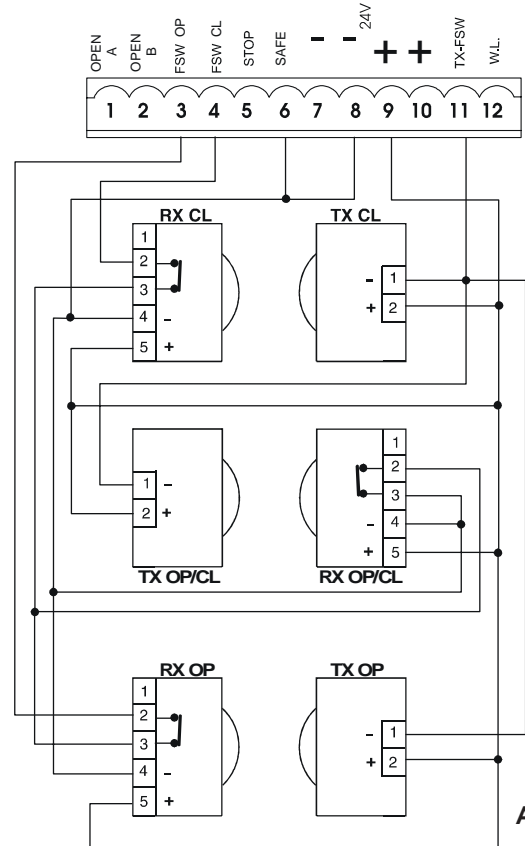 OPEN A
OPEN B
FSW OP
FSW CL
STOP
SAFE
-
-
24V
+
+
TX-FSW
W.L.
1 2 3 4 5 6 7 8 9 10 11 12
RX CL
1
2
3
4 -
5 +
TX CL
- 1
+ 2
1 -
2 +
TX OP/CL
1
2
3
- 4
+ 5
RX OP/CL
RX OP
1
2
3
4 -
5 +
TX OP
- 1
+ 2
A